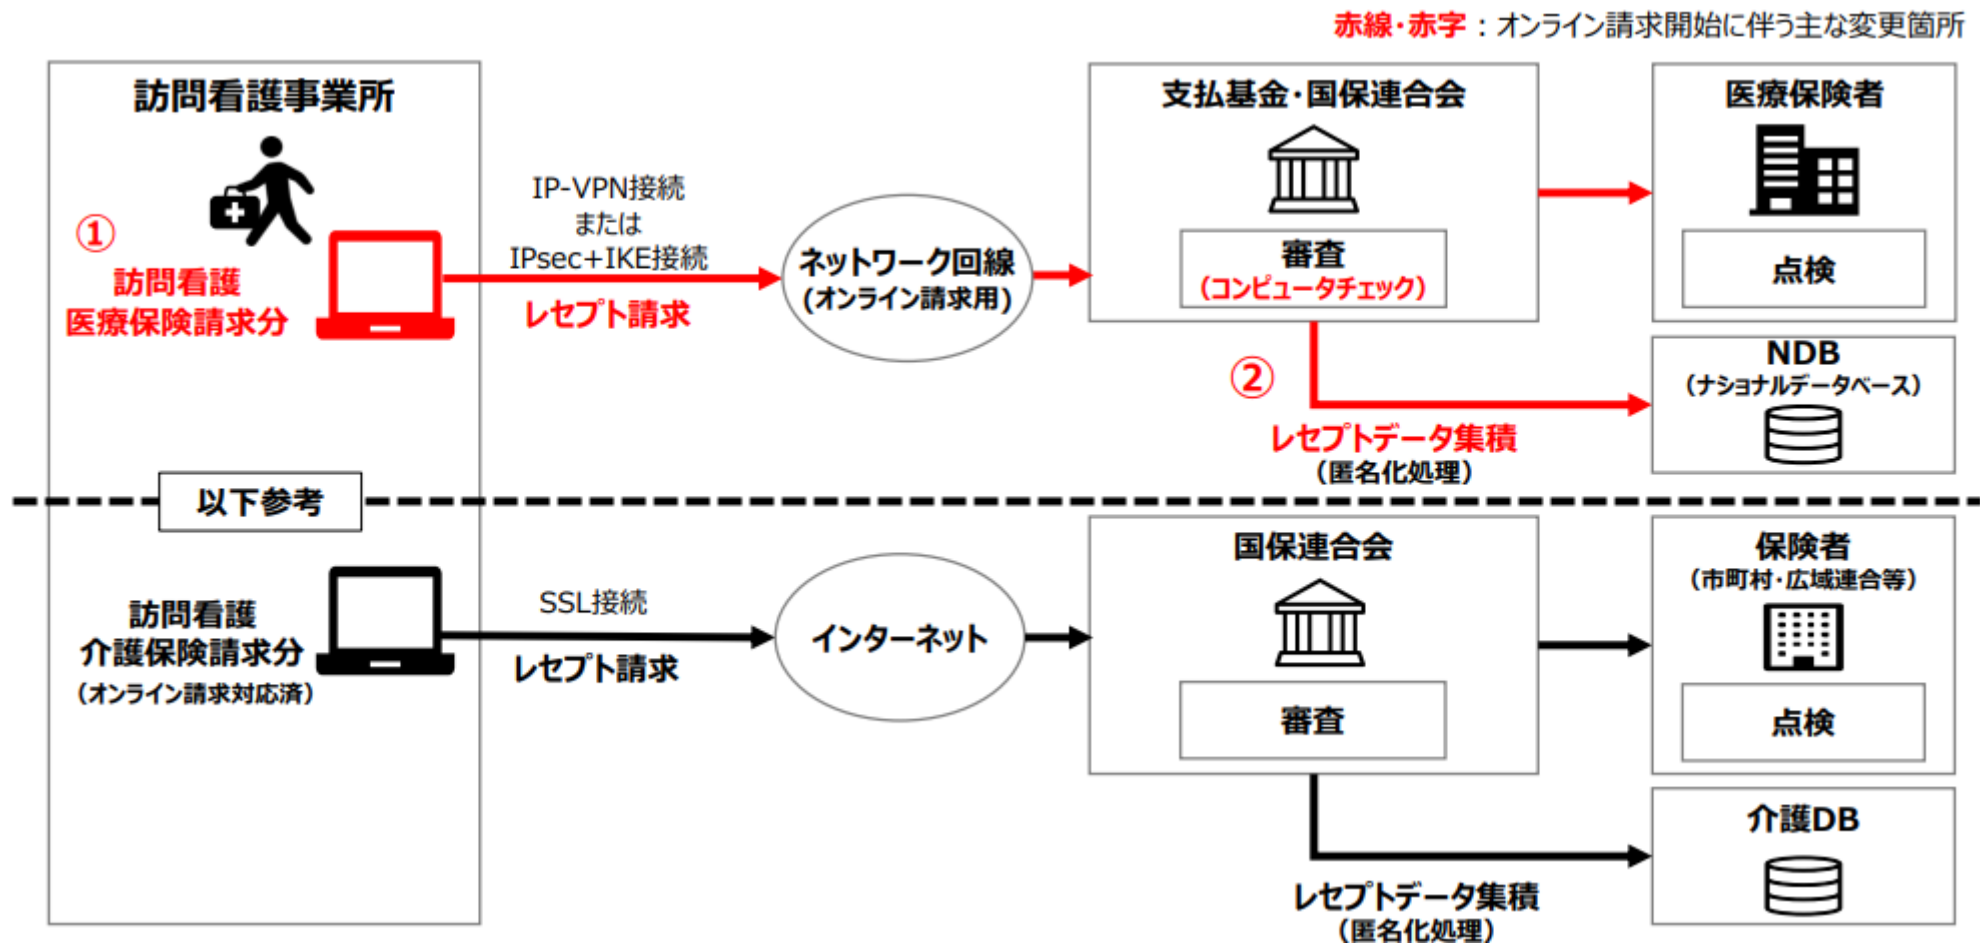 赤線・赤字：オンライン請求開始に伴う主な変更箇所
訪問看護事業所
①
訪問看護
医療保険請求分
IP-VPN接続
または
IPsec+IKE接続
レセプト請求
ネットワーク回線
(オンライン請求用)
支払基金・国保連合会
審査
（コンピュータチェック）
医療保険者
点検
②
レセプトデータ集積
（匿名化処理）
NDB
（ナショナルデータベース）
以下参考
訪問看護
介護保険請求分
（オンライン請求対応済）
SSL接続
レセプト請求
インターネット
国保連合会
審査
保険者
（市町村・広域連合等）
点検
レセプトデータ集積
（匿名化処理）
介護DB